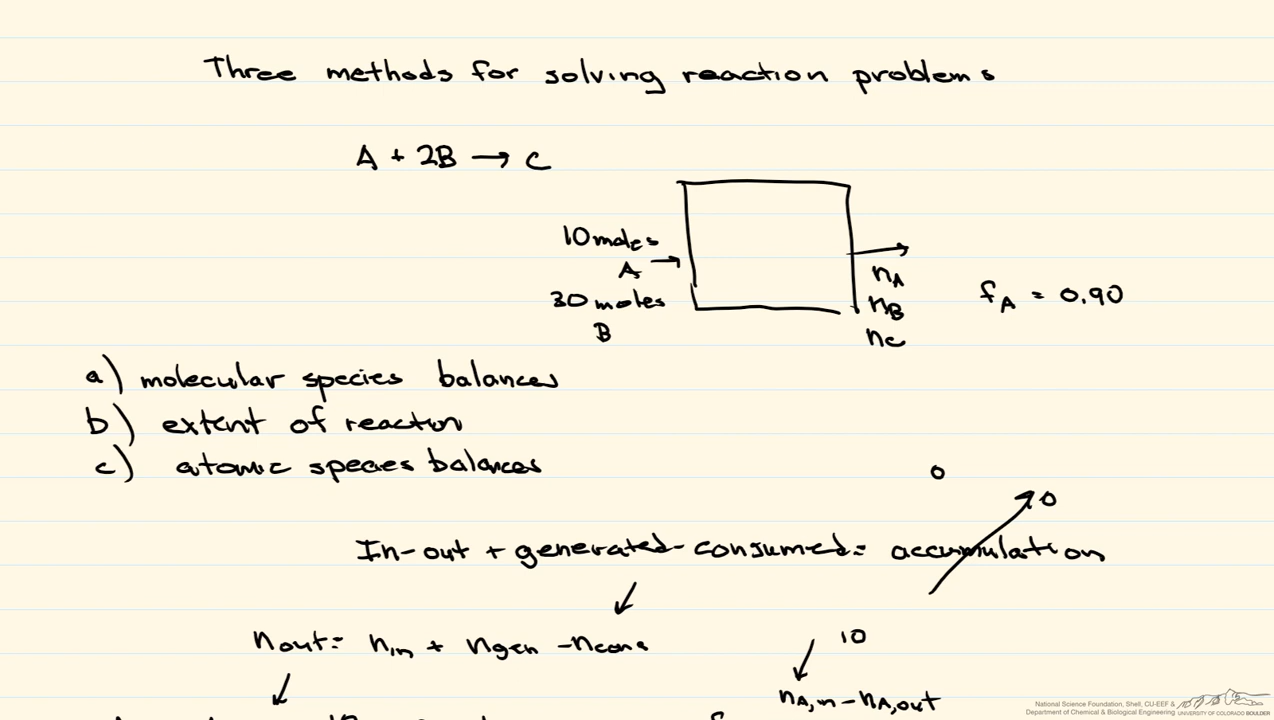 Three methods for solving reaction problems
A + 2B → C
10 moles
A →
30 moles
B
nA
nB
nC
fA = 0.90
a) molecular species balances
b) extent of reaction
c) atomic species balances
0
0
In-out + generated-consumed = accumulation
nout = nin + ngen - ncons
10
nA,in - nA,out
National Science Foundation, Shell, CU-EEF &
Department of Chemical & Biological Engineering UNIVERSITY OF COLORADO BOULDER